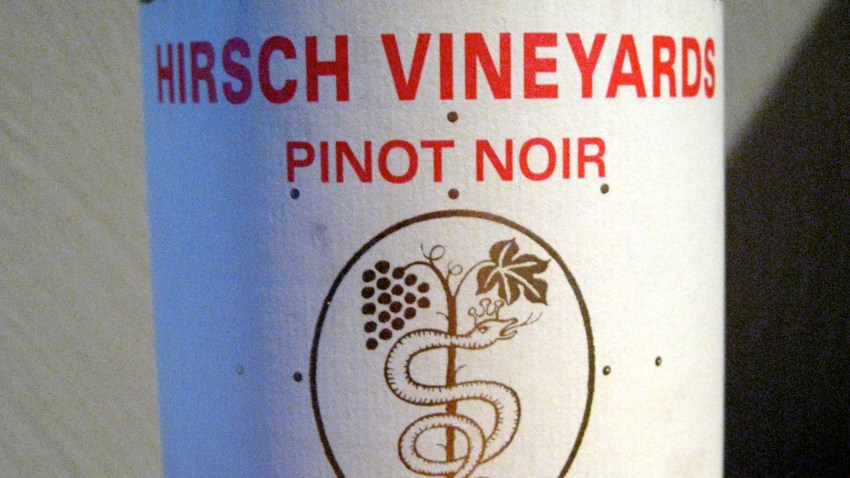 HIRSCH VINEYARDS
PINOT NOIR